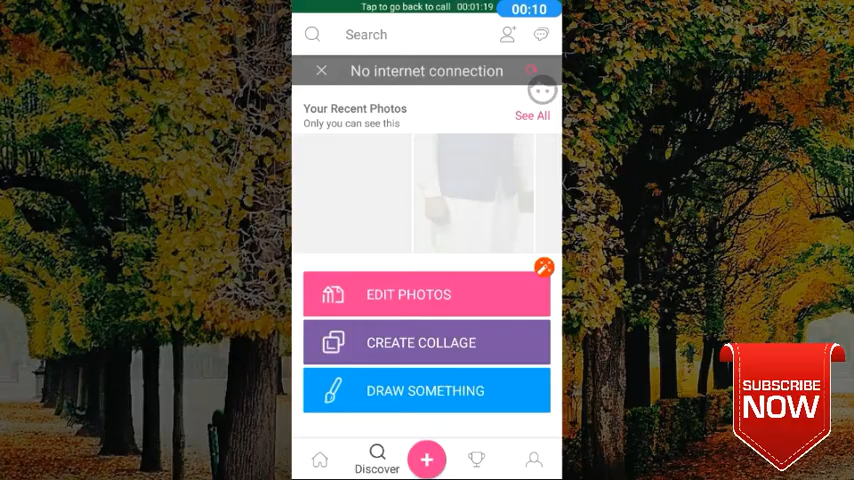 Tap to go back to call 00:01:19
00:10
Search
No internet connection
Your Recent Photos
Only you can see this
See All
EDIT PHOTOS
CREATE COLLAGE
DRAW SOMETHING
Discover
SUBSCRIBE
NOW